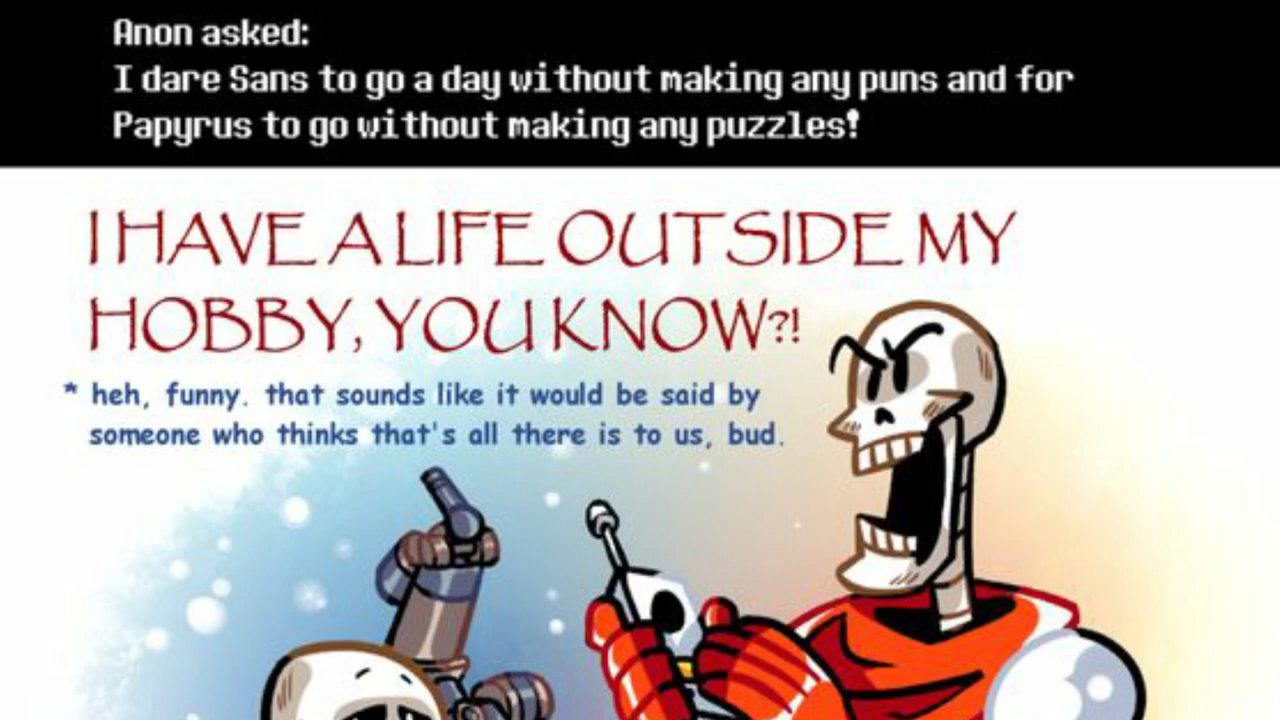 Anon asked:
I dare Sans to go a day without making any puns and for
Papyrus to go without making any puzzles!
I HAVE A LIFE OUTSIDE MY
HOBBY, YOU KNOW?!
* heh, funny. that sounds like it would be said by
someone who thinks that's all there is to us, bud.